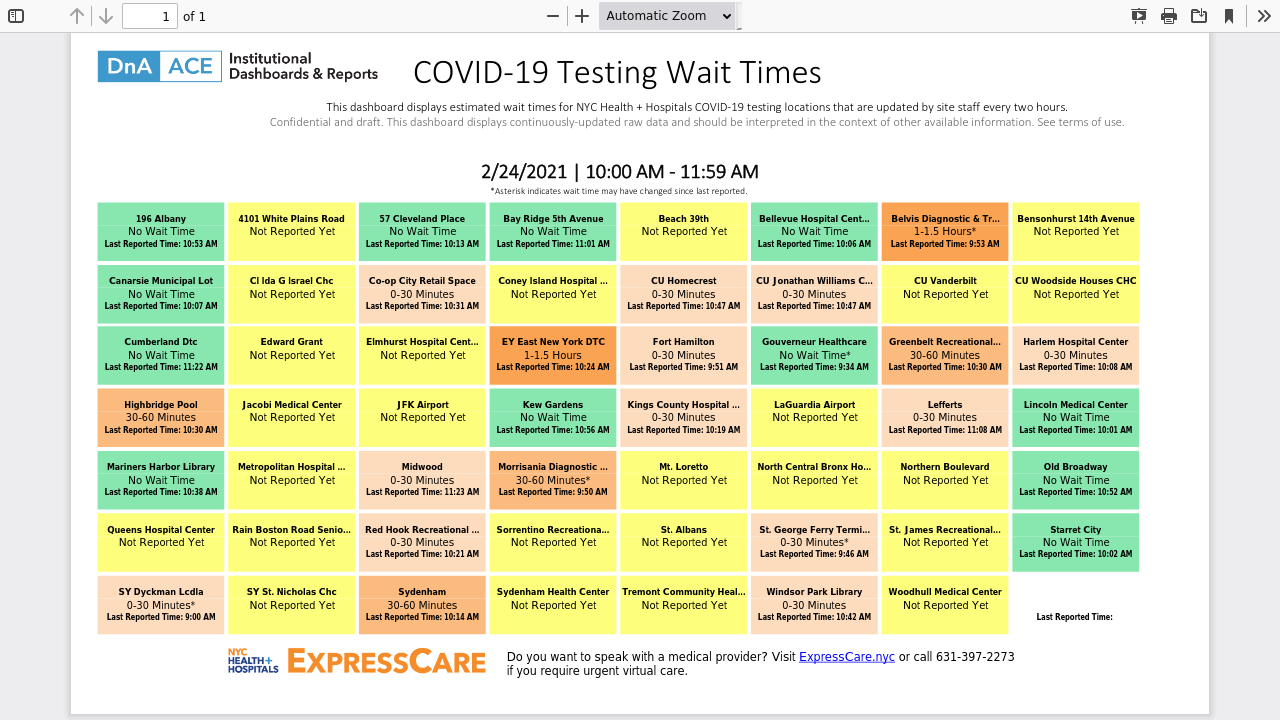 1 of 1
Automatic Zoom
DnA ACE Institutional
Dashboards & Reports
COVID-19 Testing Wait Times
This dashboard displays estimated wait times for NYC Health + Hospitals COVID-19 testing locations that are updated by site staff every two hours.
Confidential and draft. This dashboard displays continuously-updated raw data and should be interpreted in the context of other available information. See terms of use.
2/24/2021 | 10:00 AM - 11:59 AM
*Asterisk indicates wait time may have changed since last reported.
196 Albany
No Wait Time
Last Reported Time: 10:53 AM
4101 White Plains Road
Not Reported Yet
57 Cleveland Place
No Wait Time
Last Reported Time: 10:13 AM
Bay Ridge 5th Avenue
No Wait Time
Last Reported Time: 11:01 AM
Beach 39th
Not Reported Yet
Bellevue Hospital Cent...
No Wait Time
Last Reported Time: 10:06 AM
Belvis Diagnostic & Tr...
1-1.5 Hours*
Last Reported Time: 9:53 AM
Bensonhurst 14th Avenue
Not Reported Yet
Canarsie Municipal Lot
No Wait Time
Last Reported Time: 10:07 AM
Cl Ida G Israel Chc
Not Reported Yet
Co-op City Retail Space
0-30 Minutes
Last Reported Time: 10:31 AM
Coney Island Hospital ...
Not Reported Yet
CU Homecrest
0-30 Minutes
Last Reported Time: 10:47 AM
CU Jonathan Williams C...
0-30 Minutes
Last Reported Time: 10:47 AM
CU Vanderbilt
Not Reported Yet
CU Woodside Houses CHC
Not Reported Yet
Cumberland Dtc
No Wait Time
Last Reported Time: 11:22 AM
Edward Grant
Not Reported Yet
Elmhurst Hospital Cent...
Not Reported Yet
EY East New York DTC
1-1.5 Hours
Last Reported Time: 10:24 AM
Fort Hamilton
0-30 Minutes
Last Reported Time: 9:51 AM
Gouverneur Healthcare
No Wait Time*
Last Reported Time: 9:34 AM
Greenbelt Recreational...
30-60 Minutes
Last Reported Time: 10:30 AM
Harlem Hospital Center
0-30 Minutes
Last Reported Time: 10:08 AM
Highbridge Pool
30-60 Minutes
Last Reported Time: 10:30 AM
Jacobi Medical Center
Not Reported Yet
JFK Airport
Not Reported Yet
Kew Gardens
No Wait Time
Last Reported Time: 10:56 AM
Kings County Hospital ...
0-30 Minutes
Last Reported Time: 10:19 AM
LaGuardia Airport
Not Reported Yet
Lefferts
0-30 Minutes
Last Reported Time: 11:08 AM
Lincoln Medical Center
No Wait Time
Last Reported Time: 10:01 AM
Mariners Harbor Library
No Wait Time
Last Reported Time: 10:38 AM
Metropolitan Hospital ...
Not Reported Yet
Midwood
0-30 Minutes
Last Reported Time: 11:23 AM
Morrisania Diagnostic ...
30-60 Minutes*
Last Reported Time: 9:50 AM
Mt. Loretto
Not Reported Yet
North Central Bronx Ho...
Not Reported Yet
Northern Boulevard
Not Reported Yet
Old Broadway
No Wait Time
Last Reported Time: 10:52 AM
Queens Hospital Center
Not Reported Yet
Rain Boston Road Senio...
Not Reported Yet
Red Hook Recreational ...
0-30 Minutes
Last Reported Time: 10:21 AM
Sorrentino Recreationa...
Not Reported Yet
St. Albans
Not Reported Yet
St. George Ferry Termi...
0-30 Minutes*
Last Reported Time: 9:46 AM
St. James Recreational...
Not Reported Yet
Starret City
No Wait Time
Last Reported Time: 10:02 AM
SY Dyckman Lcdla
0-30 Minutes*
Last Reported Time: 9:00 AM
SY St. Nicholas Chc
Not Reported Yet
Sydenham
30-60 Minutes
Last Reported Time: 10:14 AM
Sydenham Health Center
Not Reported Yet
Tremont Community Heal...
Not Reported Yet
Windsor Park Library
0-30 Minutes
Last Reported Time: 10:42 AM
Woodhull Medical Center
Not Reported Yet
Last Reported Time:
NYC
HEALTH+
HOSPITALS
EXPRESSCARE
Do you want to speak with a medical provider? Visit ExpressCare.nyc or call 631-397-2273
if you require urgent virtual care.